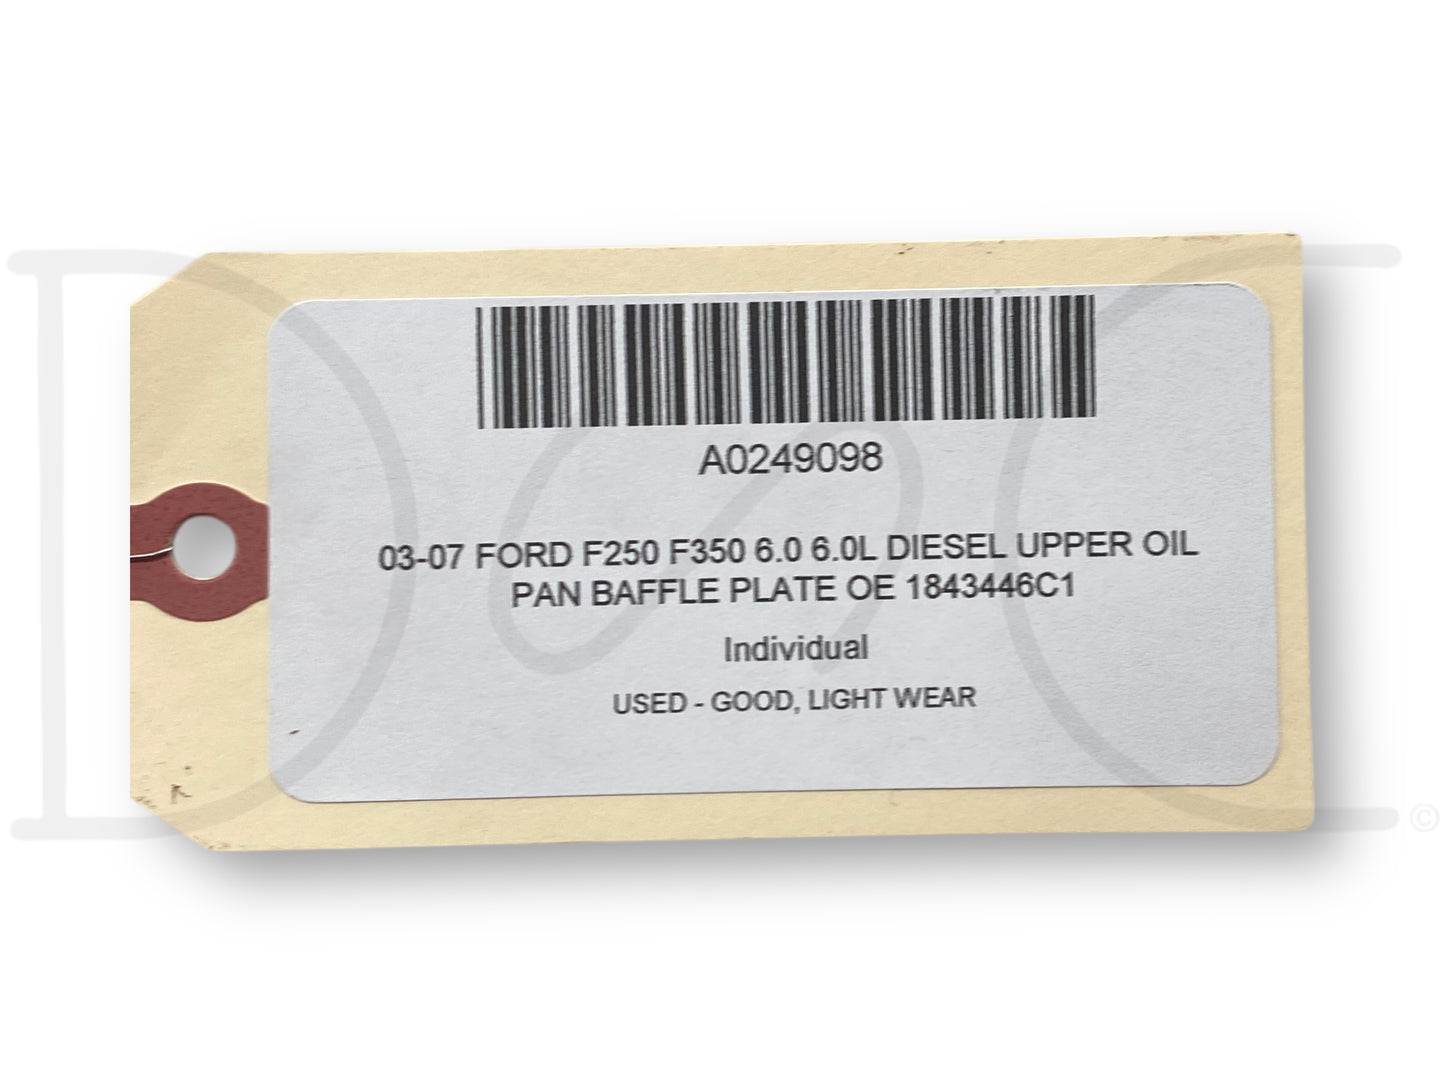 A0249098
03-07 FORD F250 F350 6.0 6.0L DIESEL UPPER OIL
PAN BAFFLE PLATE OE 1843446C1
Individual
USED - GOOD, LIGHT WEAR
©